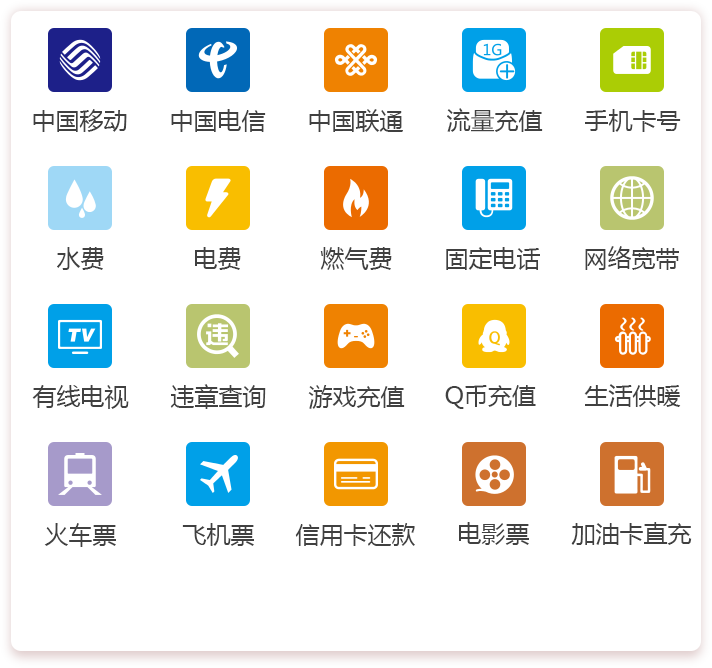 1G
中国移动 中国电信 中国联通 流量充值 手机卡号
水费 电费 燃气费 固定电话 网络宽带
TV 违 Q
有线电视 违章查询 游戏充值 Q币充值 生活供暖
火车票 飞机票 信用卡还款 电影票 加油卡直充